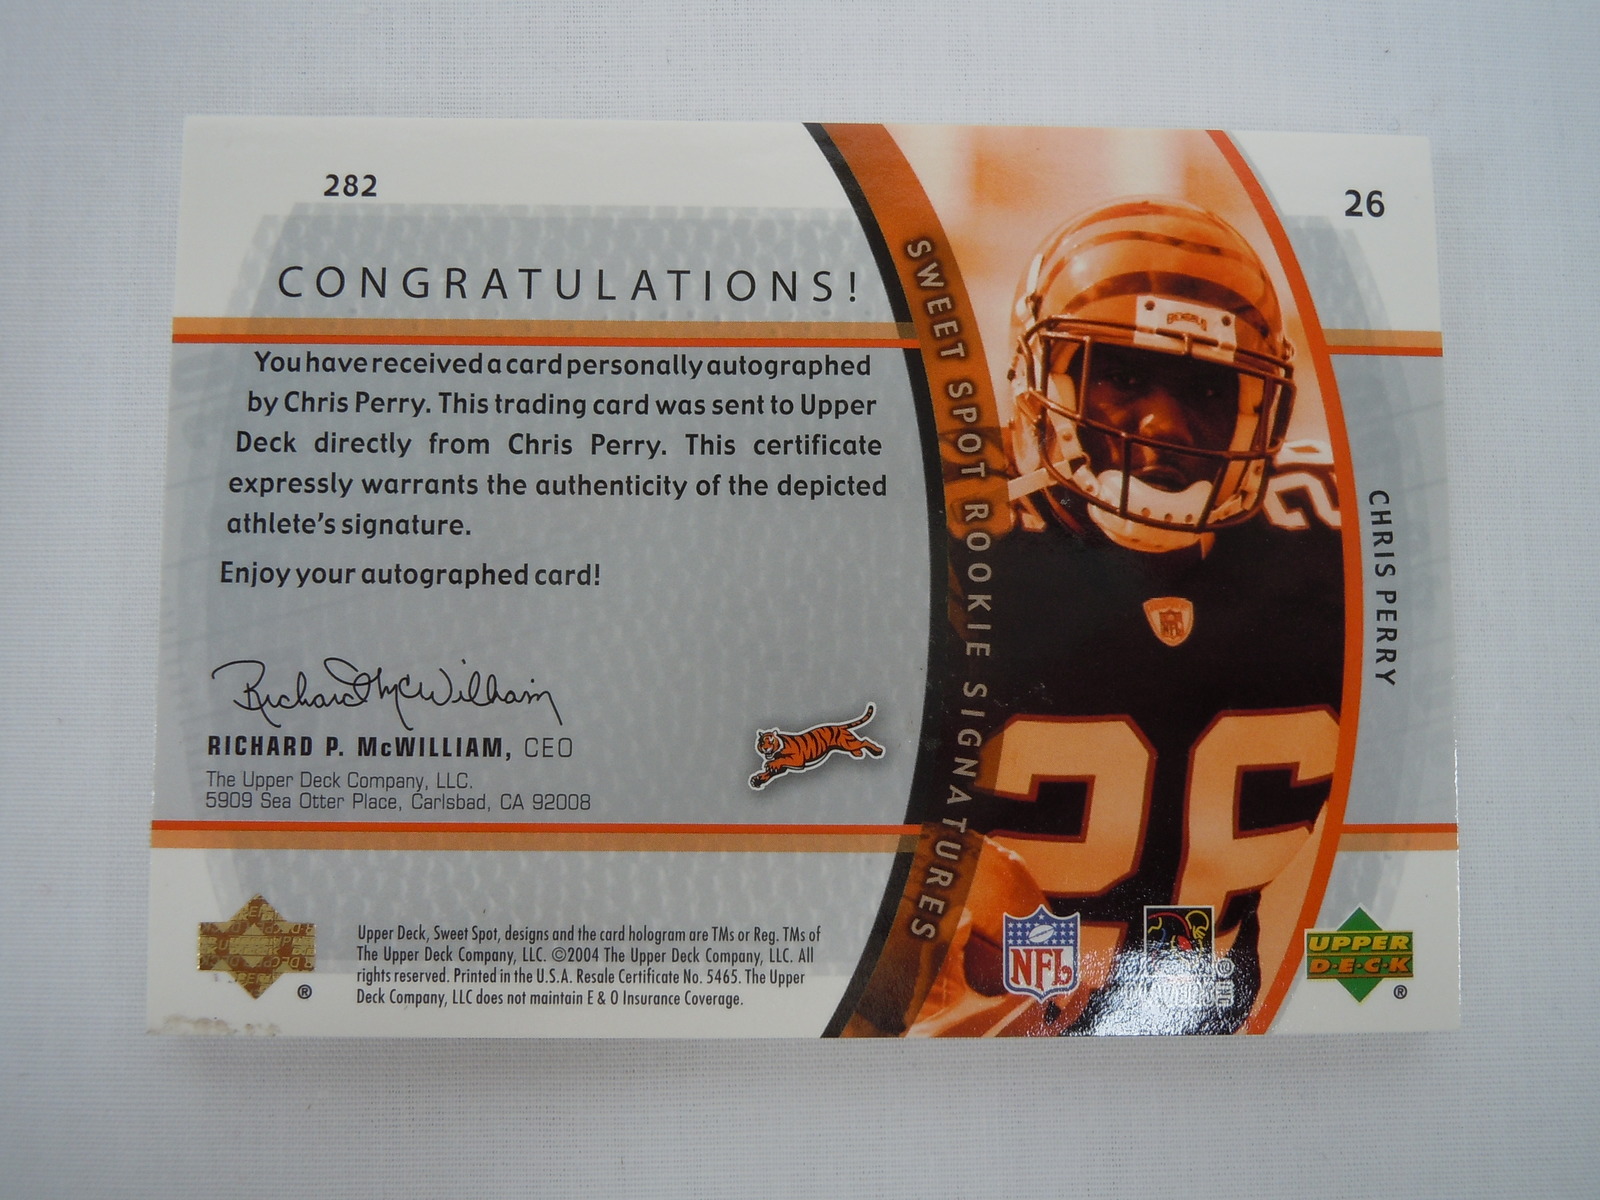 282
26
CONGRATULATIONS!
You have received a card personally autographed
by Chris Perry. This trading card was sent to Upper
Deck directly from Chris Perry. This certificate
expressly warrants the authenticity of the depicted
athlete's signature.
Enjoy your autographed card!
Richard McWilliam
RICHARD P. McWILLIAM, CEO
The Upper Deck Company, LLC.
5909 Sea Otter Place, Carlsbad, CA 92008
Upper Deck, Sweet Spot, designs and the card hologram are TMs or Reg. TMs of
The Upper Deck Company, LLC. ©2004 The Upper Deck Company, LLC. All
rights reserved. Printed in the U.S.A. Resale Certificate No. 5465. The Upper
Deck Company, LLC does not maintain E & O Insurance Coverage.
®
SWEET SPOT ROOKIE SIGNATURES
BENGALS
NFL
26
NFL
CHRIS PERRY
UPPER
D·E·C·K
®